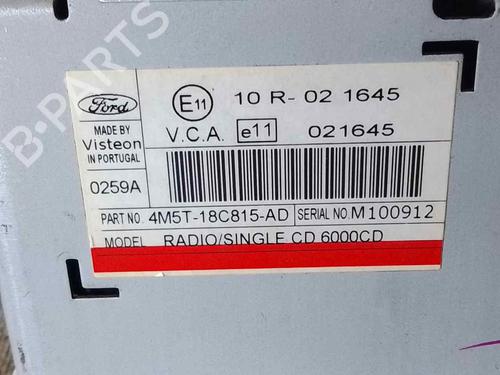 B-PARTS
Ford
E11
10 R- 02 1645
MADE BY
Visteon
IN PORTUGAL
V.C.A.
e11
021645
0259A
PART NO. 4M5T-18C815-AD
SERIAL NO. M100912
MODEL RADIO/SINGLE CD 6000CD